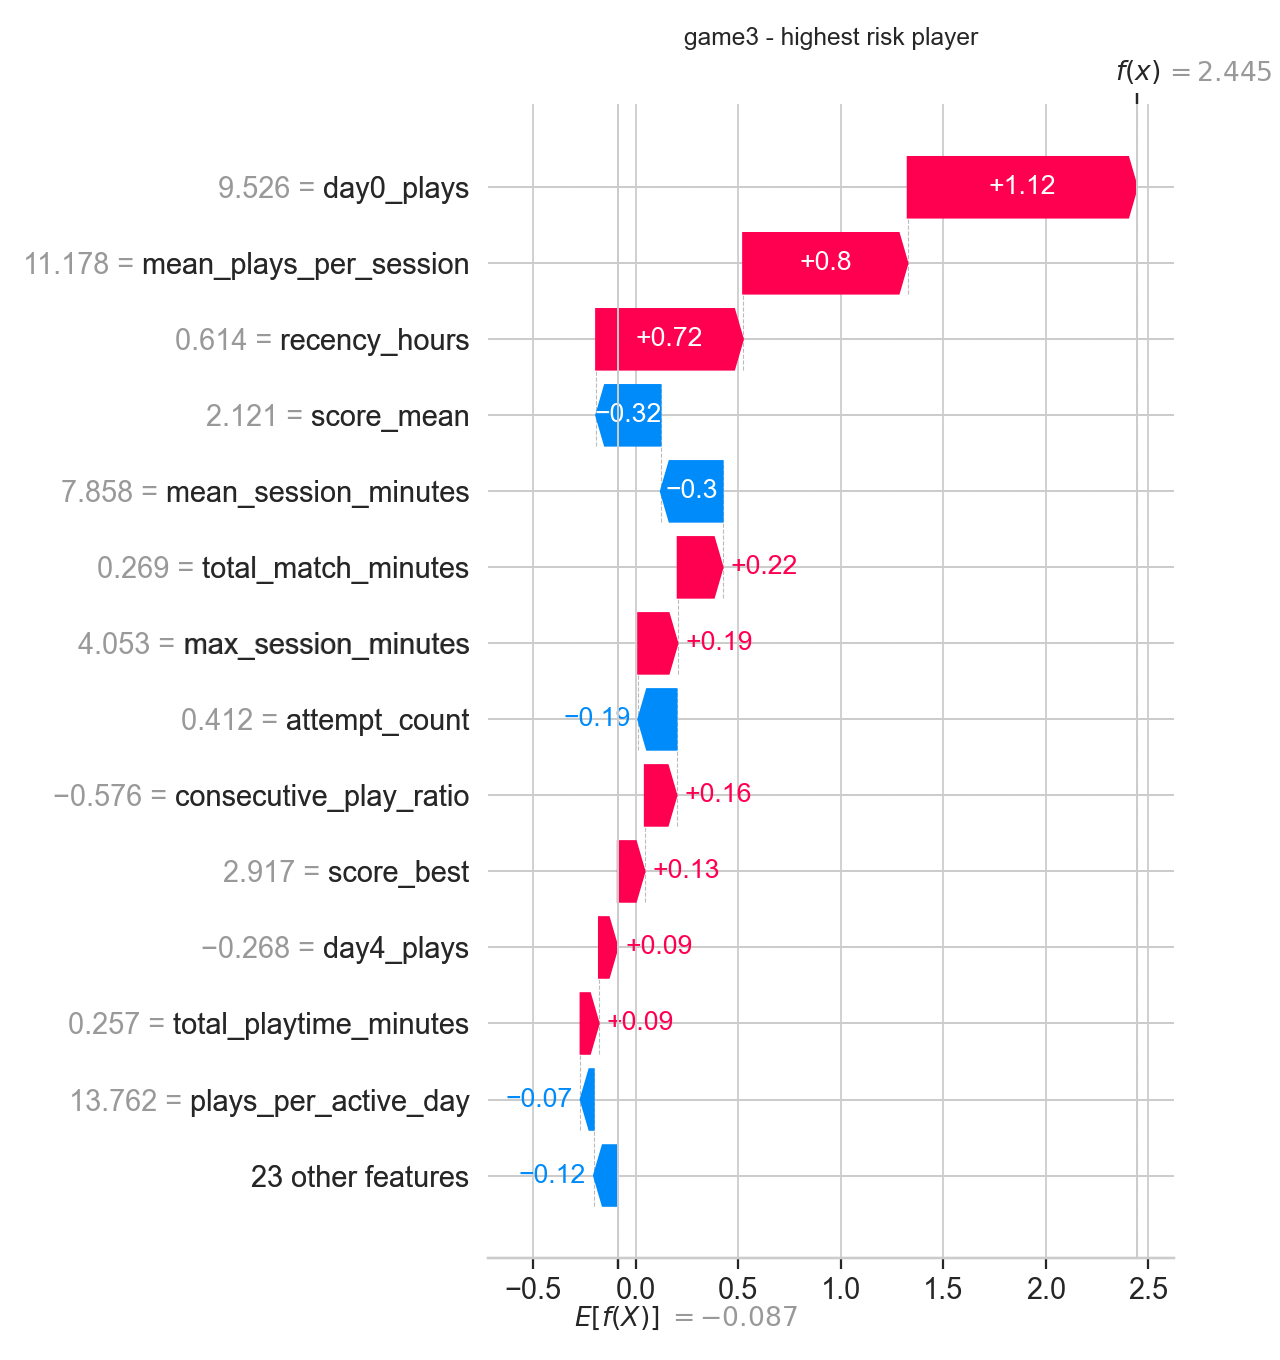 game3 - highest risk player
f(x) = 2.445
9.526 = day0_plays
+1.12
11.178 = mean_plays_per_session
+0.8
0.614 = recency_hours
+0.72
2.121 = score_mean
−0.32
7.858 = mean_session_minutes
−0.3
0.269 = total_match_minutes
+0.22
4.053 = max_session_minutes
+0.19
0.412 = attempt_count
−0.19
−0.576 = consecutive_play_ratio
+0.16
2.917 = score_best
+0.13
−0.268 = day4_plays
+0.09
0.257 = total_playtime_minutes
+0.09
13.762 = plays_per_active_day
−0.07
23 other features
−0.12
−0.5 0.0 0.5 1.0 1.5 2.0 2.5
E[f(X)] = −0.087